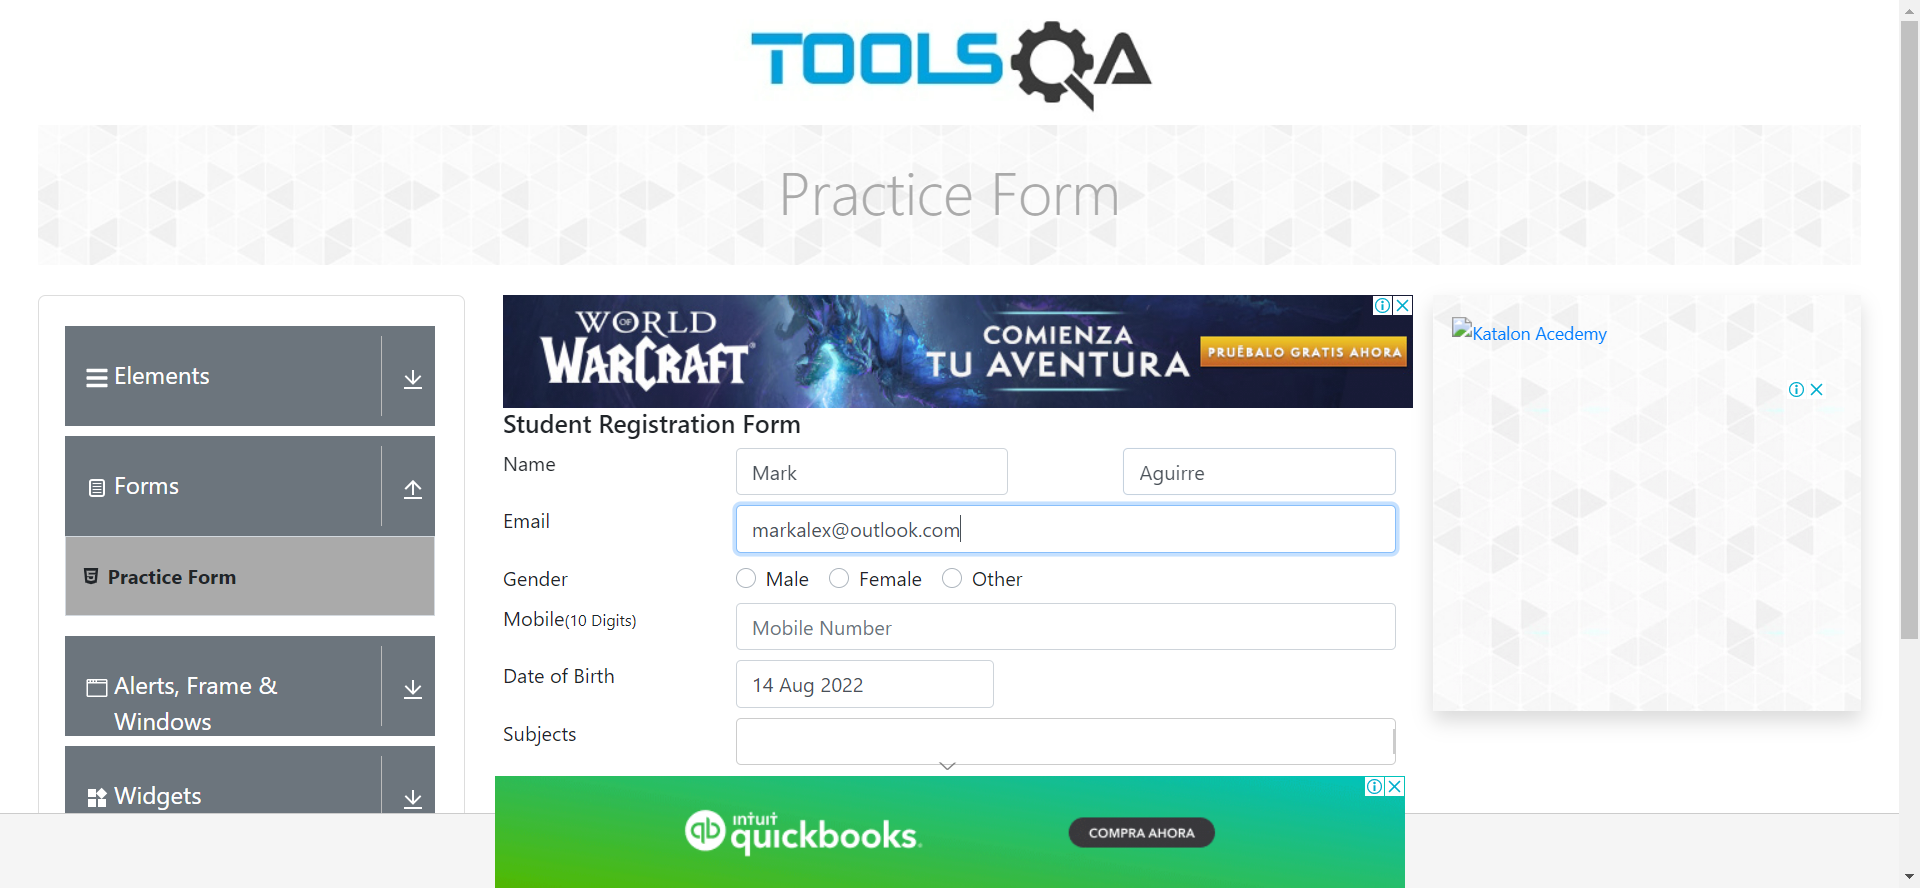 TOOLSQA
Practice Form
Elements
Forms
Practice Form
Alerts, Frame &
Windows
Widgets
WORLD
OF
WARCRAFT
COMIENZA
TU AVENTURA
PRUÉBALO GRATIS AHORA
Student Registration Form
Name
Mark
Aguirre
Email
markalex@outlook.com
Gender
Male
Female
Other
Mobile(10 Digits)
Mobile Number
Date of Birth
14 Aug 2022
Subjects
Katalon Acedemy
qb
intuit
quickbooks.
COMPRA AHORA